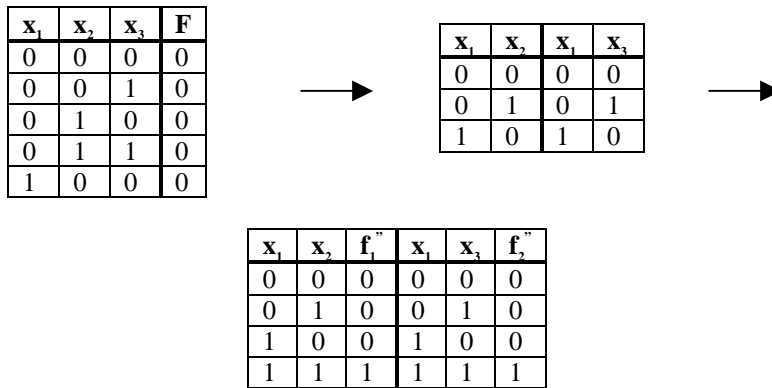 x₁ x₂ x₃ F
0 0 0 0
0 0 1 0
0 1 0 0
0 1 1 0
1 0 0 0
x₁ x₂ x₁ x₃
0 0 0 0
0 1 0 1
1 0 1 0
x₁ x₂ f₁” x₁ x₃ f₂”
0 0 0 0 0 0
0 1 0 0 1 0
1 0 0 1 0 0
1 1 1 1 1 1